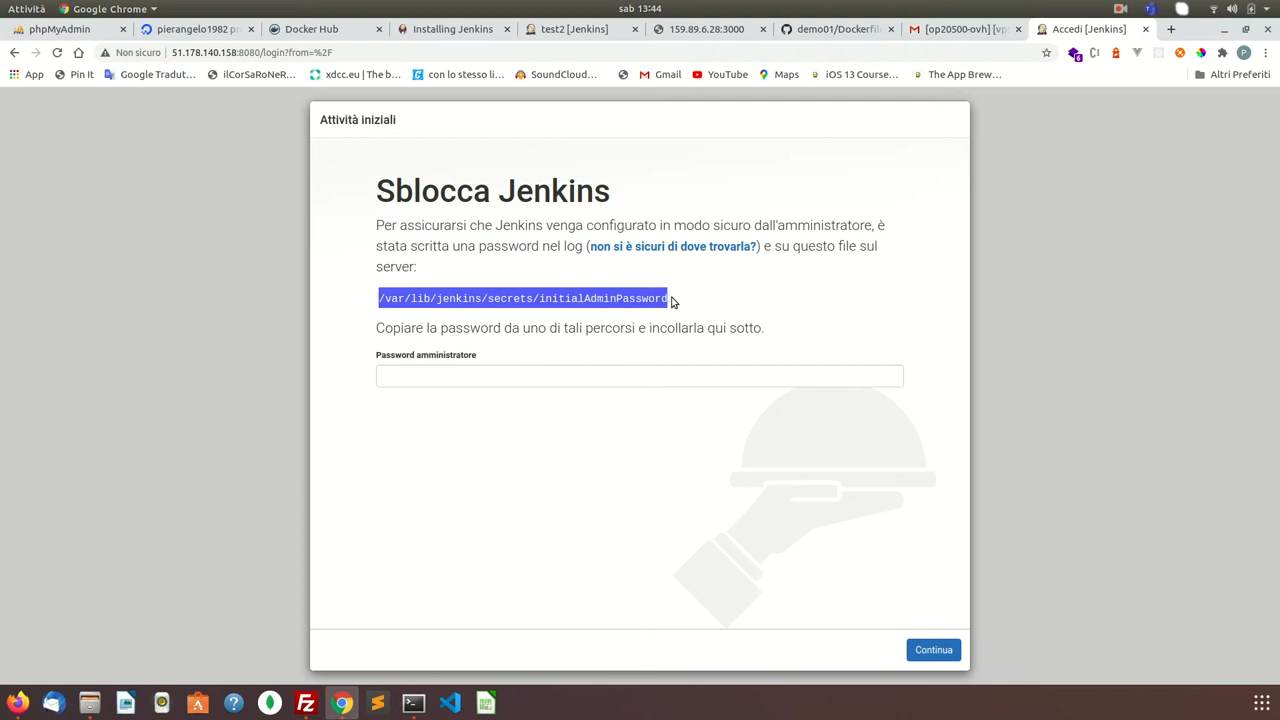 Attività
Google Chrome
sab 13:44
phpMyAdmin
pierangelo1982 pr
Docker Hub
Installing Jenkins
test2 [Jenkins]
159.89.6.28:3000
demo01/Dockerfil
[op20500-ovh] [vp
Accedi [Jenkins]
Non sicuro
51.178.140.158:8080/login?from=%2F
6
P
App
Pin It
Google Tradut...
ilCorSaRoNeR...
xdcc.eu | The b...
con lo stesso li...
SoundCloud...
Gmail
YouTube
Maps
iOS 13 Course...
The App Brew...
Altri Preferiti
Attività iniziali
Sblocca Jenkins
Per assicurarsi che Jenkins venga configurato in modo sicuro dall'amministratore, è
stata scritta una password nel log (non si è sicuri di dove trovarla?) e su questo file sul
server:
/var/lib/jenkins/secrets/initialAdminPassword
Copiare la password da uno di tali percorsi e incollarla qui sotto.
Password amministratore
Continua